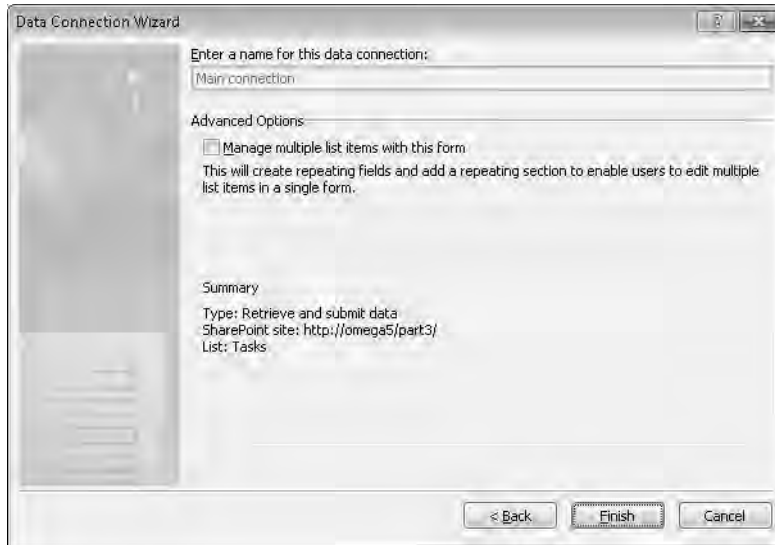 Data Connection Wizard
Enter a name for this data connection:
Main connection
Advanced Options
Manage multiple list items with this form
This will create repeating fields and add a repeating section to enable users to edit multiple
list items in a single form.
Summary
Type: Retrieve and submit data
SharePoint site: http://omega5/part3/
List: Tasks
< Back
Finish
Cancel